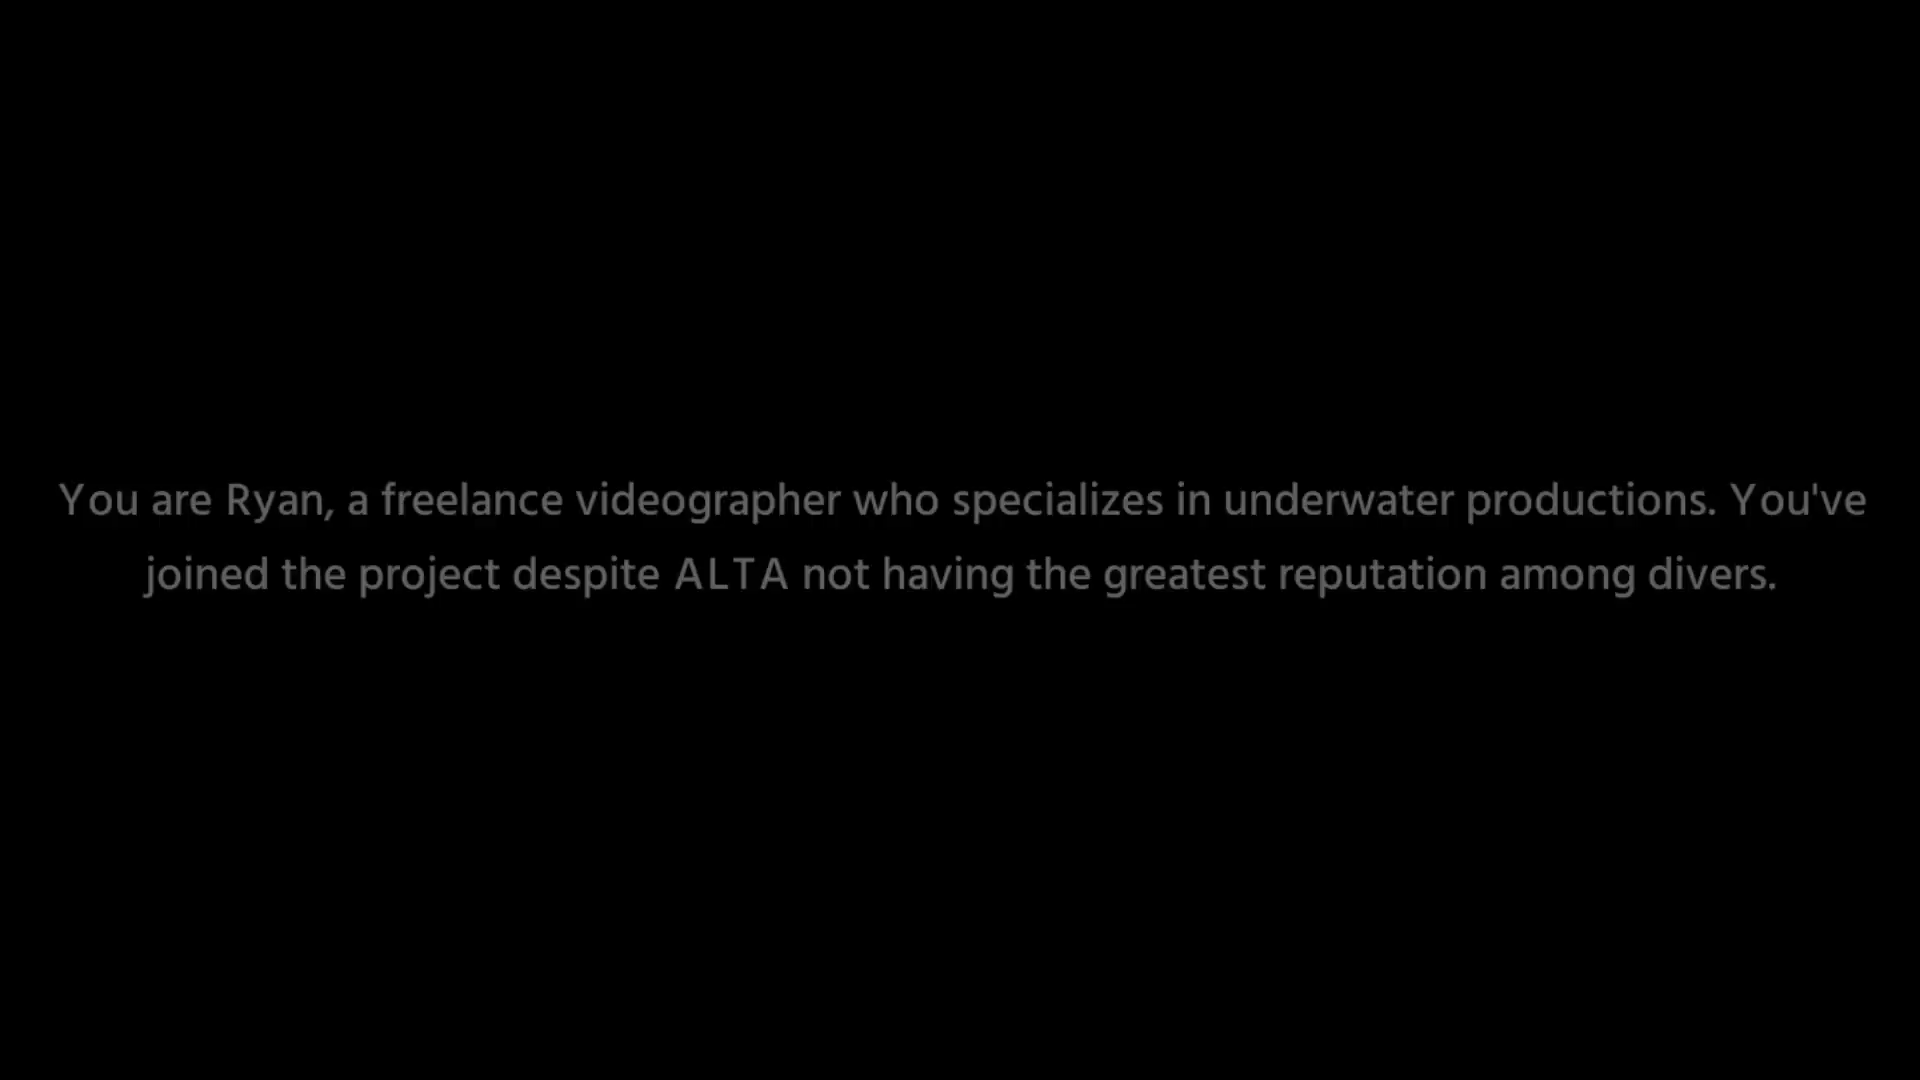 You are Ryan, a freelance videographer who specializes in underwater productions. You've
joined the project despite ALTA not having the greatest reputation among divers.